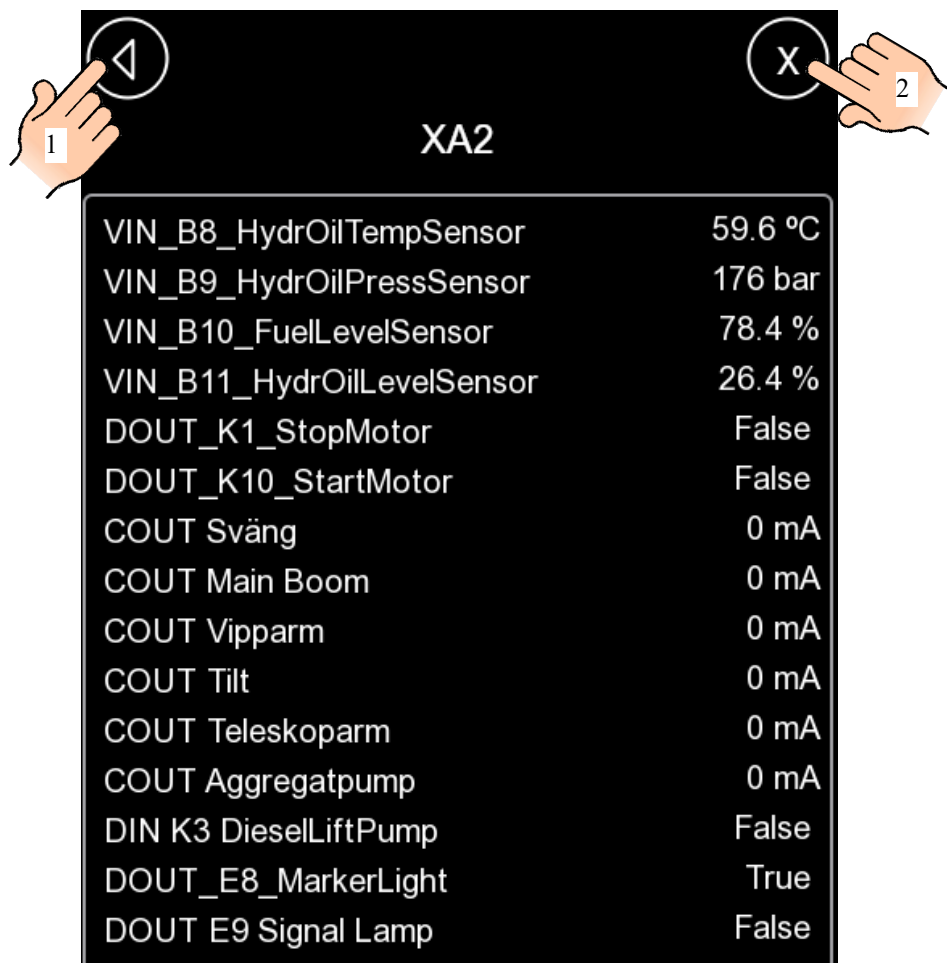 X
1
2
XA2
VIN_B8_HydrOilTempSensor 59.6 ºC
VIN_B9_HydrOilPressSensor 176 bar
VIN_B10_FuelLevelSensor 78.4 %
VIN_B11_HydrOilLevelSensor 26.4 %
DOUT_K1_StopMotor False
DOUT_K10_StartMotor False
COUT Sväng 0 mA
COUT Main Boom 0 mA
COUT Vipparm 0 mA
COUT Tilt 0 mA
COUT Teleskoparm 0 mA
COUT Aggregatpump 0 mA
DIN K3 DieselLiftPump False
DOUT_E8_MarkerLight True
DOUT E9 Signal Lamp False